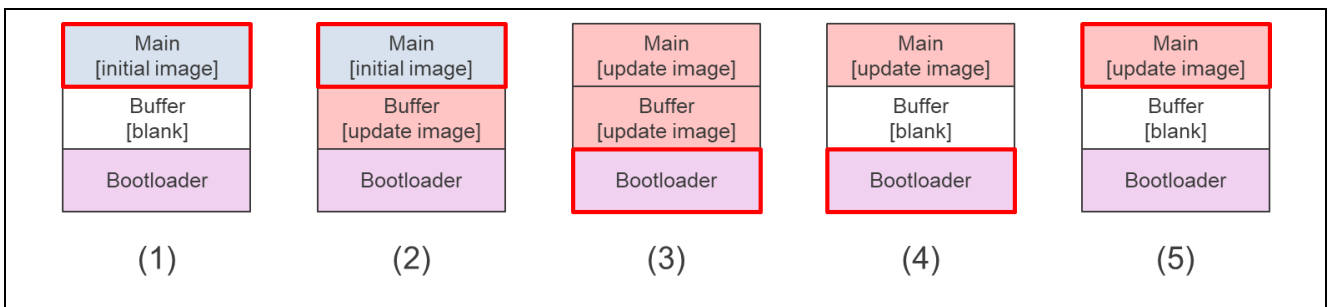 Main
[initial image]
Buffer
[blank]
Bootloader
(1)
Main
[initial image]
Buffer
[update image]
Bootloader
(2)
Main
[update image]
Buffer
[update image]
Bootloader
(3)
Main
[update image]
Buffer
[blank]
Bootloader
(4)
Main
[update image]
Buffer
[blank]
Bootloader
(5)